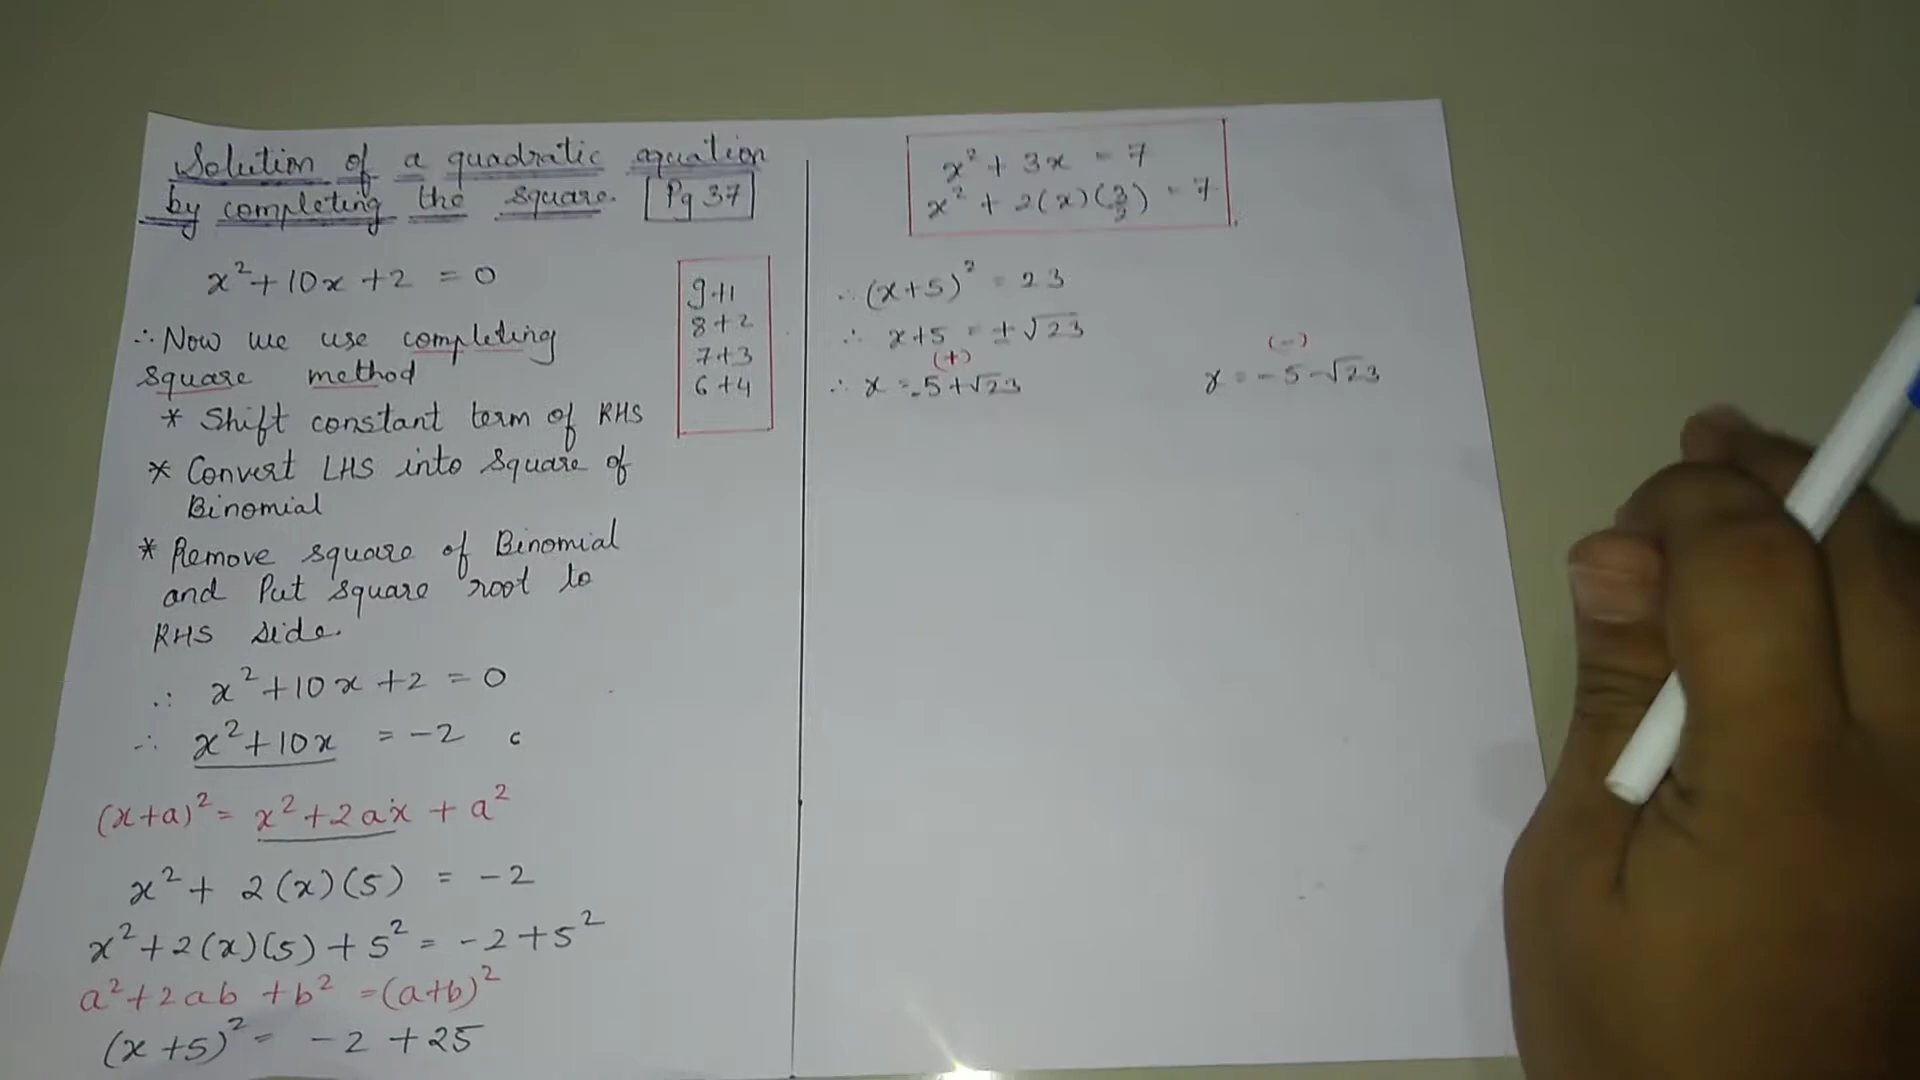 Solution of a quadratic equation
by completing the square. [Pg 37]
x²+10x+2 = 0
∴ Now we use completing
square method
* Shift constant term of RHS
* Convert LHS into Square of
Binomial
* Remove square of Binomial
and Put square root to
RHS side.
∴ x²+10x+2 = 0
∴ x²+10x = -2
(x+a)² = x²+2ax + a²
x²+ 2(x)(5) = -2
x²+2(x)(5)+5² = -2+5²
a²+2ab+b² = (a+b)²
(x+5)² = -2+25
9+1
8+2
7+3
6+4
x² + 3x = 7
x² + 2(x)(3/2) = 7
∴ (x+5)² = 23
∴ x+5 = ±√23
(+) (-)
∴ x = -5+√23 x = -5-√23